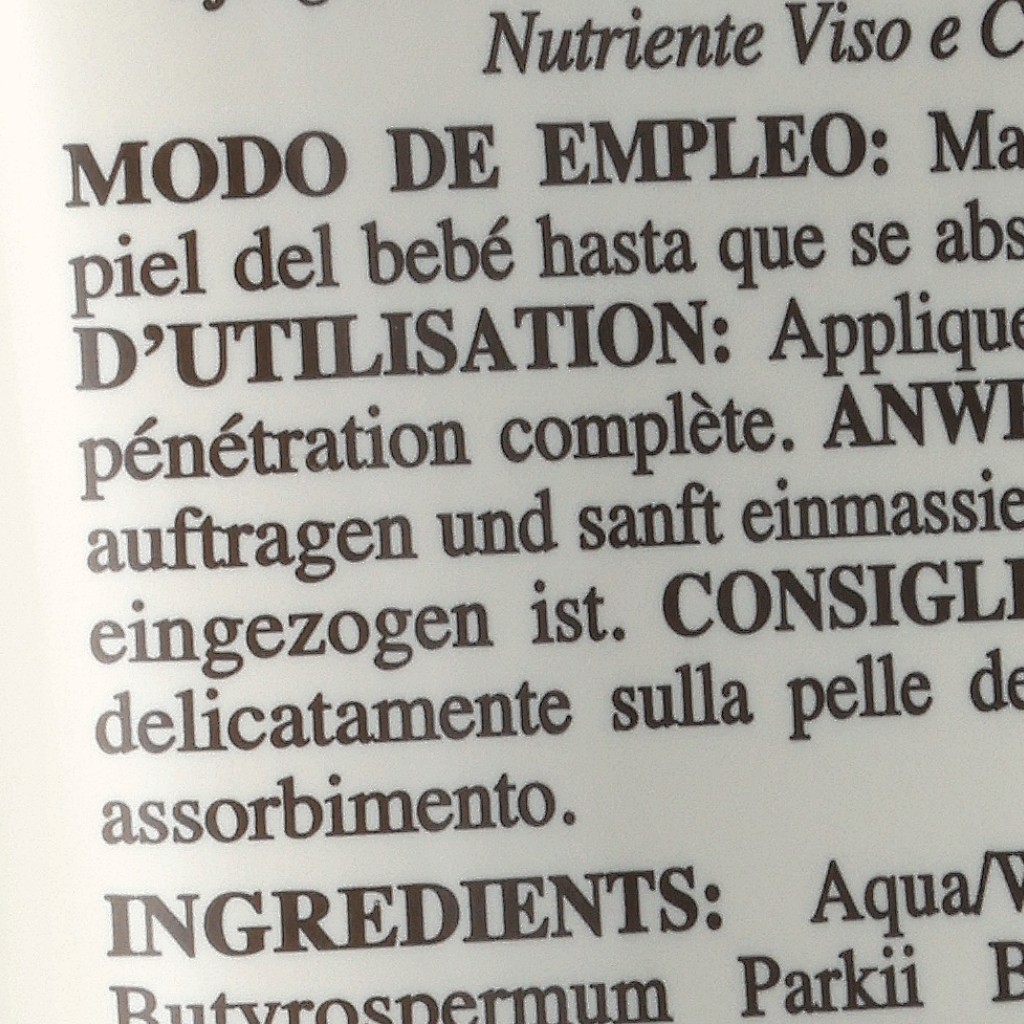 Nutriente Viso e C
MODO DE EMPLEO: Ma
piel del bebé hasta que se abs
D'UTILISATION: Applique
pénétration complète. ANWE
auftragen und sanft einmassie
eingezogen ist. CONSIGLI
delicatamente sulla pelle de
assorbimento.
INGREDIENTS: Aqua/W
Butyrospermum Parkii B